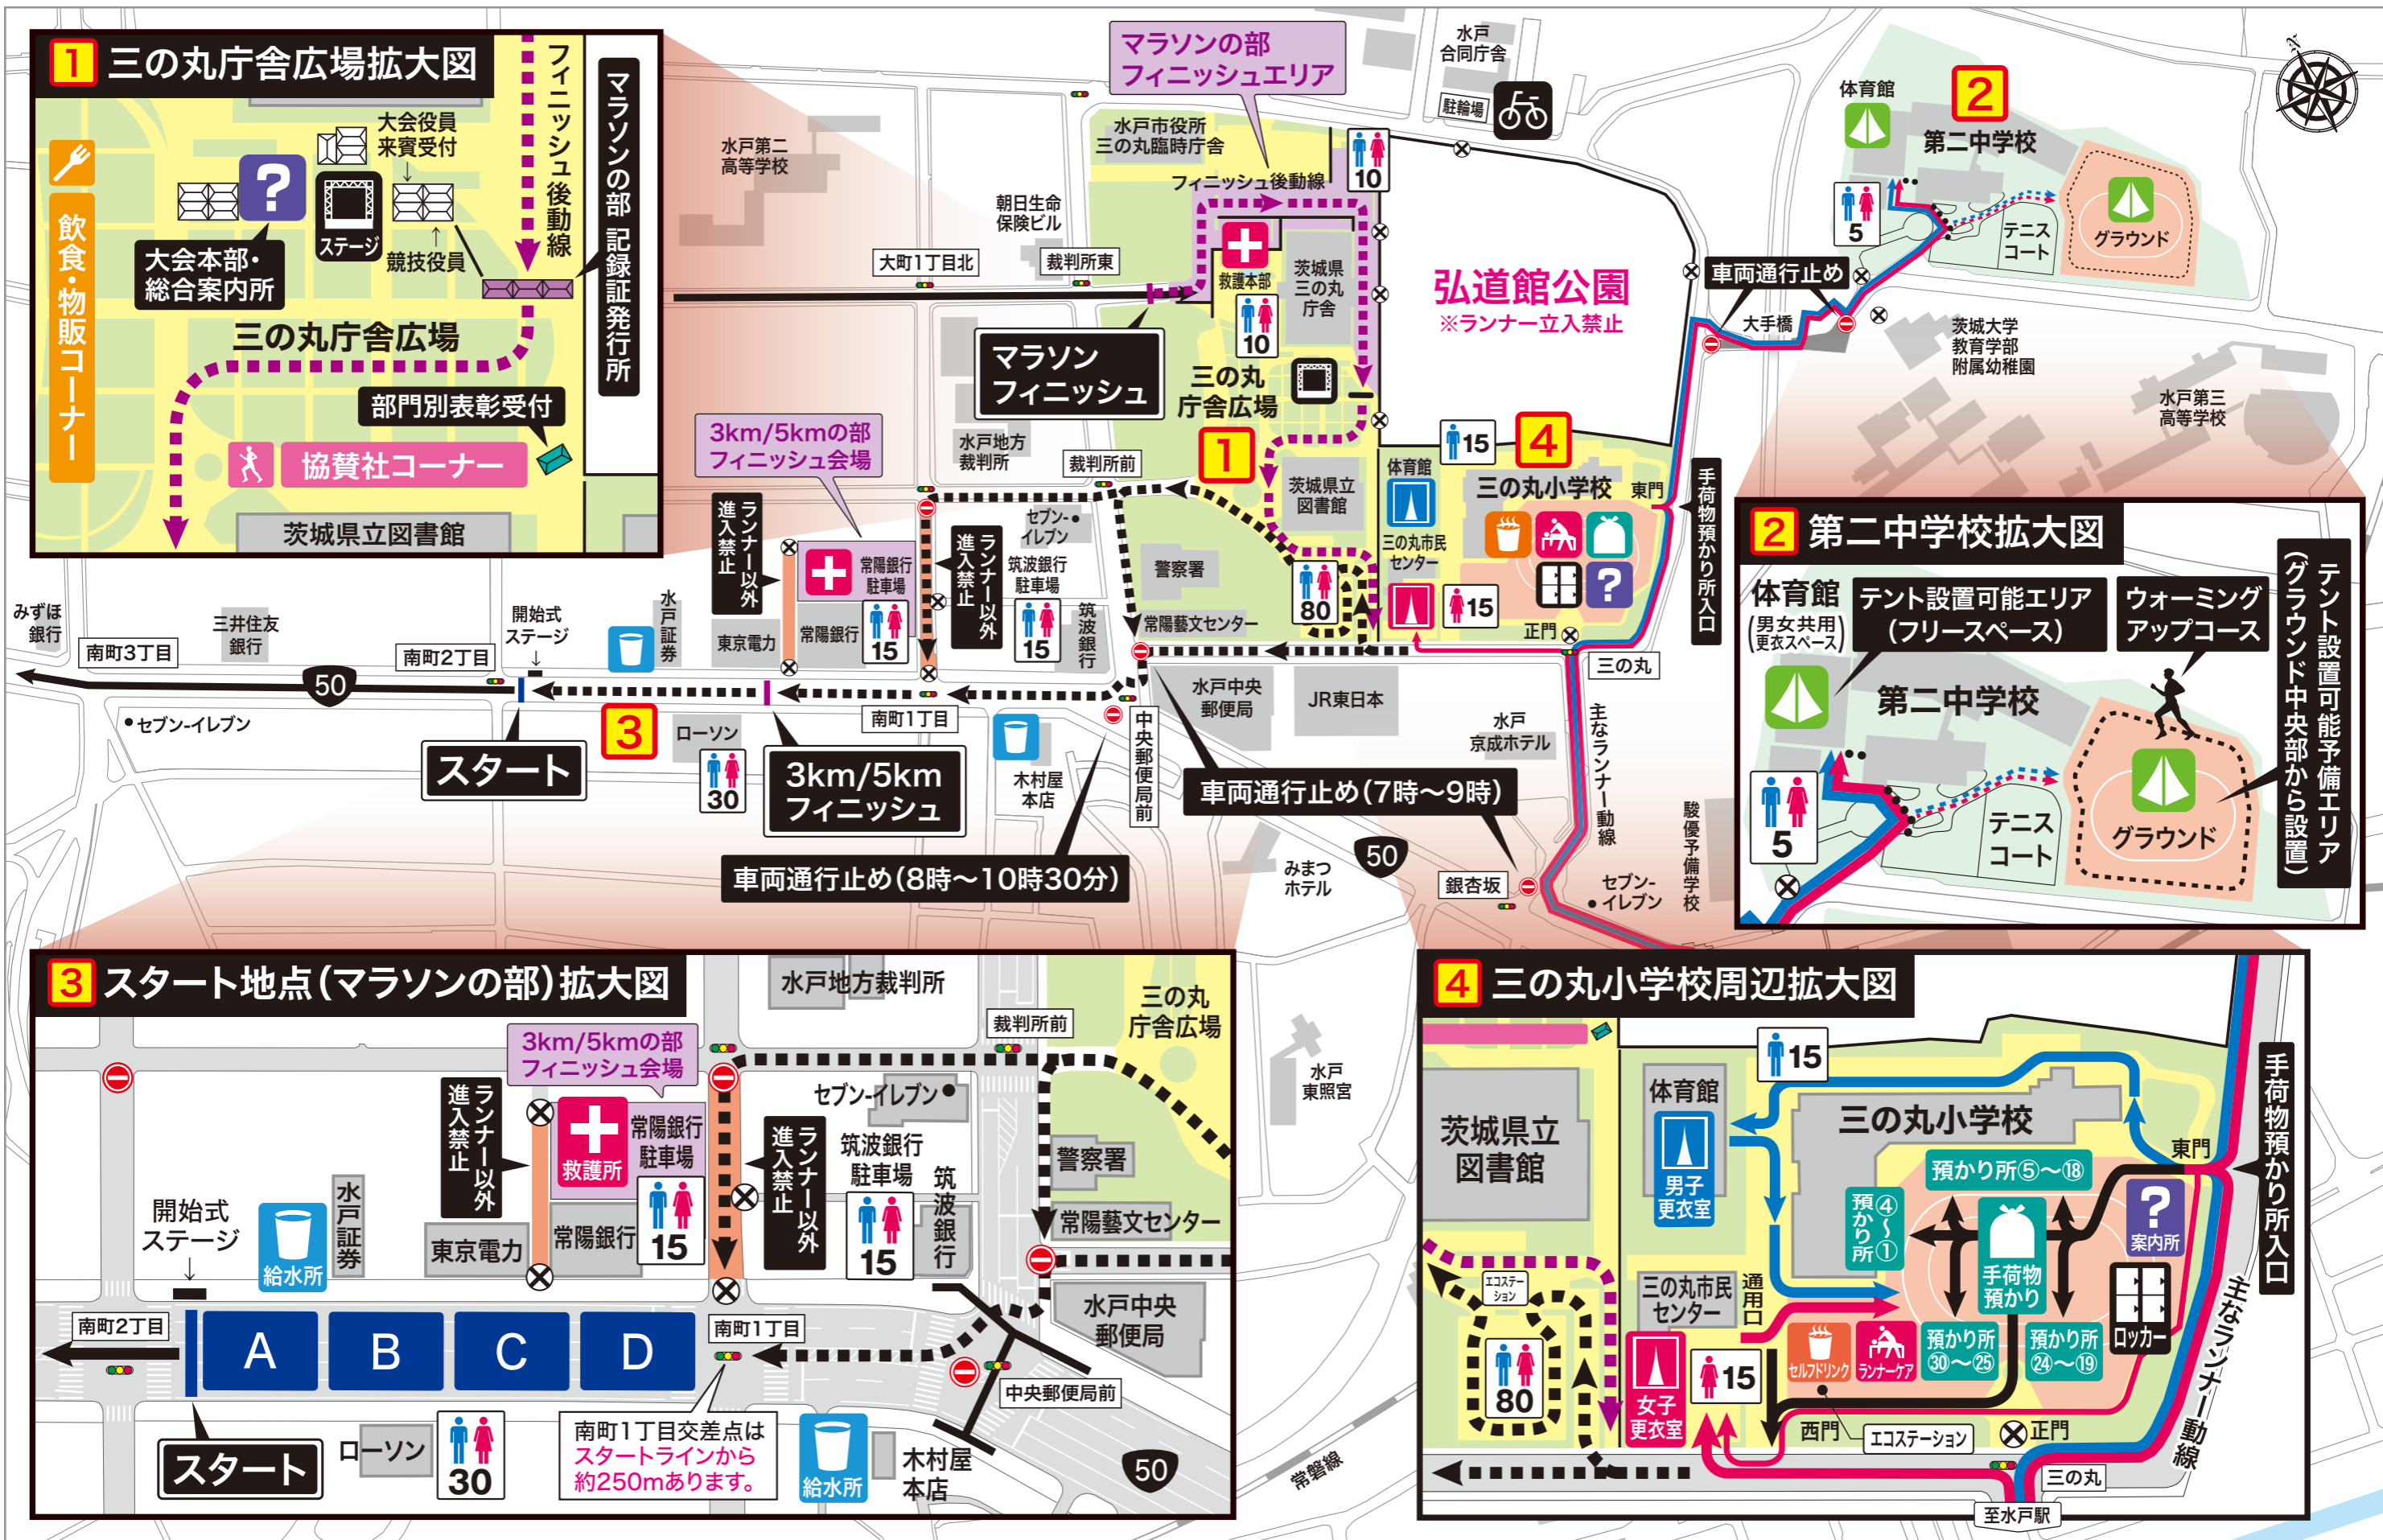 1 三の丸庁舎広場拡大図
フィニッシュ後動線
マラソンの部 記録証発行所
大会役員
来賓受付
飲食・物販コーナー
?
ステージ
競技役員
大会本部・
総合案内所
三の丸庁舎広場
部門別表彰受付
協賛社コーナー
茨城県立図書館
マラソンの部
フィニッシュエリア
水戸
合同庁舎
駐輪場
水戸第二
高等学校
水戸市役所
三の丸臨時庁舎
10
フィニッシュ後動線
朝日生命
保険ビル
大町1丁目北
裁判所東
救護本部
10
茨城県
三の丸
庁舎
弘道館公園
※ランナー立入禁止
マラソン
フィニッシュ
三の丸
庁舎広場
1
3km/5kmの部
フィニッシュ会場
水戸地方
裁判所
裁判所前
茨城県立
図書館
15
4
体育館
三の丸小学校
東門
手荷物預かり所入口
三の丸市民
センター
?
15
正門
三の丸
体育館
2
第二中学校
5
テニス
コート
グラウンド
車両通行止め
大手橋
茨城大学
教育学部
附属幼稚園
水戸第三
高等学校
2 第二中学校拡大図
体育館
(男女共用
更衣スペース)
テント設置可能エリア
(フリースペース)
ウォーミング
アップコース
テント設置可能予備エリア
(グラウンド中央部から設置)
第二中学校
5
テニス
コート
グラウンド
ランナー以外
進入禁止
常陽銀行
駐車場
15
ランナー以外
進入禁止
セブン-
イレブン
筑波銀行
駐車場
15
筑波銀行
警察署
常陽藝文センター
80
みずほ
銀行
三井住友
銀行
開始式
ステージ
水戸証券
東京電力
常陽銀行
南町3丁目
南町2丁目
50
セブン-イレブン
スタート
3
ローソン
30
3km/5km
フィニッシュ
南町1丁目
木村屋
本店
中央郵便局前
水戸中央
郵便局
JR東日本
水戸
京成ホテル
主なランナー動線
車両通行止め(7時〜9時)
車両通行止め(8時〜10時30分)
みまつ
ホテル
50
銀杏坂
セブン-
イレブン
駿優予備学校
水戸
東照宮
常磐線
3 スタート地点(マラソンの部)拡大図
水戸地方裁判所
三の丸
庁舎広場
裁判所前
3km/5kmの部
フィニッシュ会場
ランナー以外
進入禁止
救護所
常陽銀行
駐車場
15
ランナー以外
進入禁止
セブン-イレブン
筑波銀行
駐車場
15
筑波銀行
警察署
常陽藝文センター
開始式
ステージ
給水所
水戸証券
東京電力
常陽銀行
水戸中央
郵便局
南町2丁目
A
B
C
D
南町1丁目
中央郵便局前
スタート
ローソン
30
南町1丁目交差点は
スタートラインから
約250mあります。
給水所
木村屋
本店
50
4 三の丸小学校周辺拡大図
15
茨城県立
図書館
体育館
男子
更衣室
三の丸小学校
東門
手荷物預かり所入口
預かり所⑤〜⑱
預かり所④〜①
?
案内所
手荷物
預かり
エコステー
ション
三の丸市民
センター
通用口
ロッカー
セルフドリンク
ランナーケア
預かり所
㉚〜㉕
預かり所
㉔〜⑲
80
女子
更衣室
15
西門
エコステーション
正門
主なランナー動線
三の丸
至水戸駅